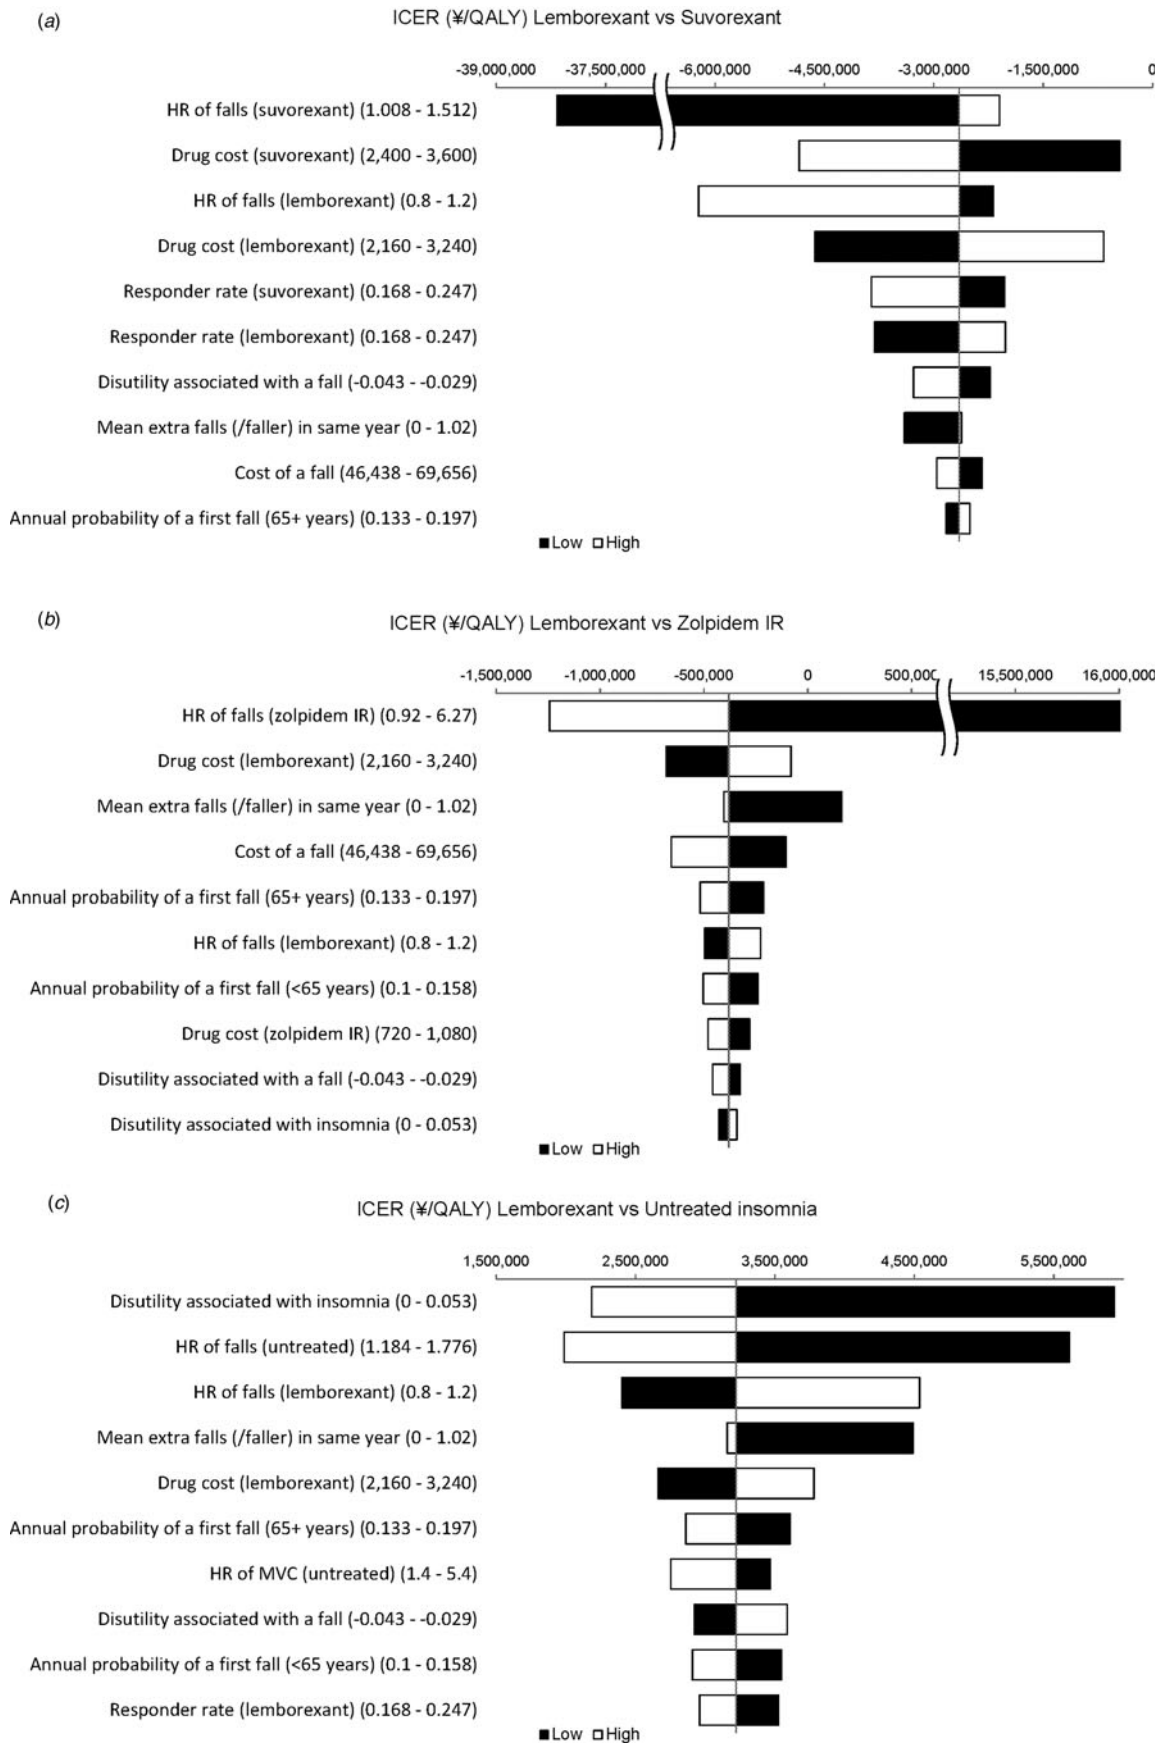 (a)
ICER (¥/QALY) Lemborexant vs Suvorexant
-39,000,000 -37,500,000 -6,000,000 -4,500,000 -3,000,000 -1,500,000 0
HR of falls (suvorexant) (1.008 - 1.512)
Drug cost (suvorexant) (2,400 - 3,600)
HR of falls (lemborexant) (0.8 - 1.2)
Drug cost (lemborexant) (2,160 - 3,240)
Responder rate (suvorexant) (0.168 - 0.247)
Responder rate (lemborexant) (0.168 - 0.247)
Disutility associated with a fall (-0.043 - -0.029)
Mean extra falls (/faller) in same year (0 - 1.02)
Cost of a fall (46,438 - 69,656)
Annual probability of a first fall (65+ years) (0.133 - 0.197)
Low High
(b)
ICER (¥/QALY) Lemborexant vs Zolpidem IR
-1,500,000 -1,000,000 -500,000 0 500,000 15,500,000 16,000,000
HR of falls (zolpidem IR) (0.92 - 6.27)
Drug cost (lemborexant) (2,160 - 3,240)
Mean extra falls (/faller) in same year (0 - 1.02)
Cost of a fall (46,438 - 69,656)
Annual probability of a first fall (65+ years) (0.133 - 0.197)
HR of falls (lemborexant) (0.8 - 1.2)
Annual probability of a first fall (<65 years) (0.1 - 0.158)
Drug cost (zolpidem IR) (720 - 1,080)
Disutility associated with a fall (-0.043 - -0.029)
Disutility associated with insomnia (0 - 0.053)
Low High
(c)
ICER (¥/QALY) Lemborexant vs Untreated insomnia
1,500,000 2,500,000 3,500,000 4,500,000 5,500,000
Disutility associated with insomnia (0 - 0.053)
HR of falls (untreated) (1.184 - 1.776)
HR of falls (lemborexant) (0.8 - 1.2)
Mean extra falls (/faller) in same year (0 - 1.02)
Drug cost (lemborexant) (2,160 - 3,240)
Annual probability of a first fall (65+ years) (0.133 - 0.197)
HR of MVC (untreated) (1.4 - 5.4)
Disutility associated with a fall (-0.043 - -0.029)
Annual probability of a first fall (<65 years) (0.1 - 0.158)
Responder rate (lemborexant) (0.168 - 0.247)
Low High